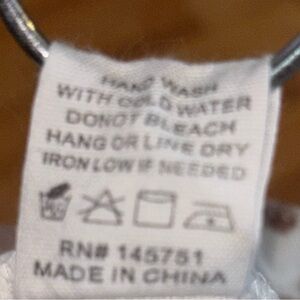 HAND WASH
WITH COLD WATER
DONOT BLEACH
HANG OR LINE DRY
IRON LOW IF NEEDED
RN# 145751
MADE IN CHINA